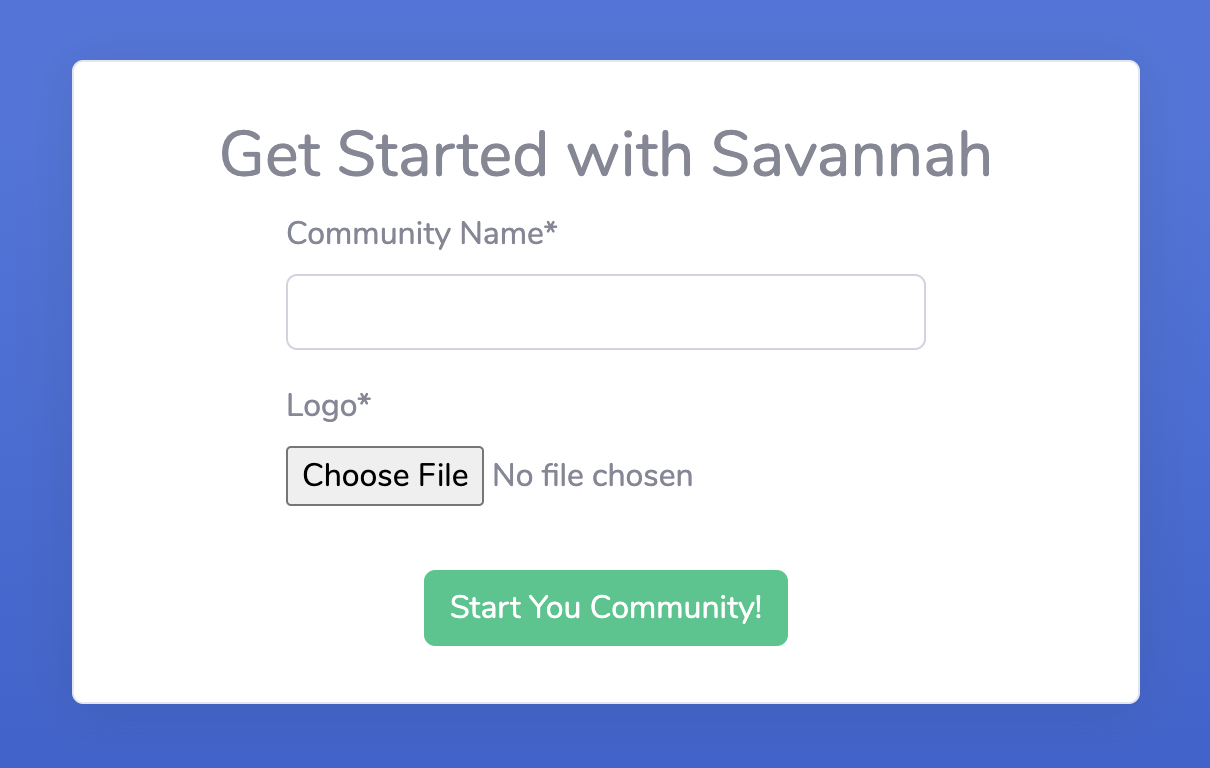 Get Started with Savannah
Community Name*
Logo*
Choose File No file chosen
Start You Community!